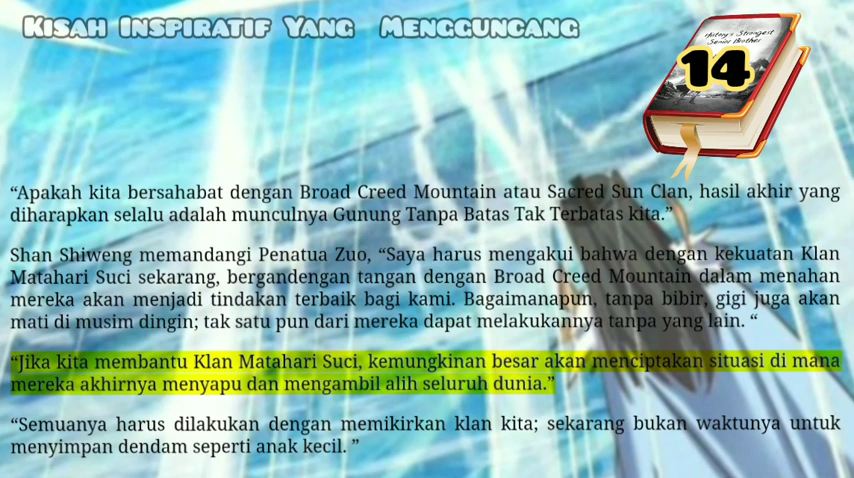 Kisah Inspiratif Yang Menggungcang
History's Strongest
Senior Brother
14
“Apakah kita bersahabat dengan Broad Creed Mountain atau Sacred Sun Clan, hasil akhir yang
diharapkan selalu adalah munculnya Gunung Tanpa Batas Tak Terbatas kita.”
Shan Shiweng memandangi Penatua Zuo, “Saya harus mengakui bahwa dengan kekuatan Klan
Matahari Suci sekarang, bergandengan tangan dengan Broad Creed Mountain dalam menahan
mereka akan menjadi tindakan terbaik bagi kami. Bagaimanapun, tanpa bibir, gigi juga akan
mati di musim dingin; tak satu pun dari mereka dapat melakukannya tanpa yang lain. “
“Jika kita membantu Klan Matahari Suci, kemungkinan besar akan menciptakan situasi di mana
mereka akhirnya menyapu dan mengambil alih seluruh dunia.”
“Semuanya harus dilakukan dengan memikirkan klan kita; sekarang bukan waktunya untuk
menyimpan dendam seperti anak kecil. ”